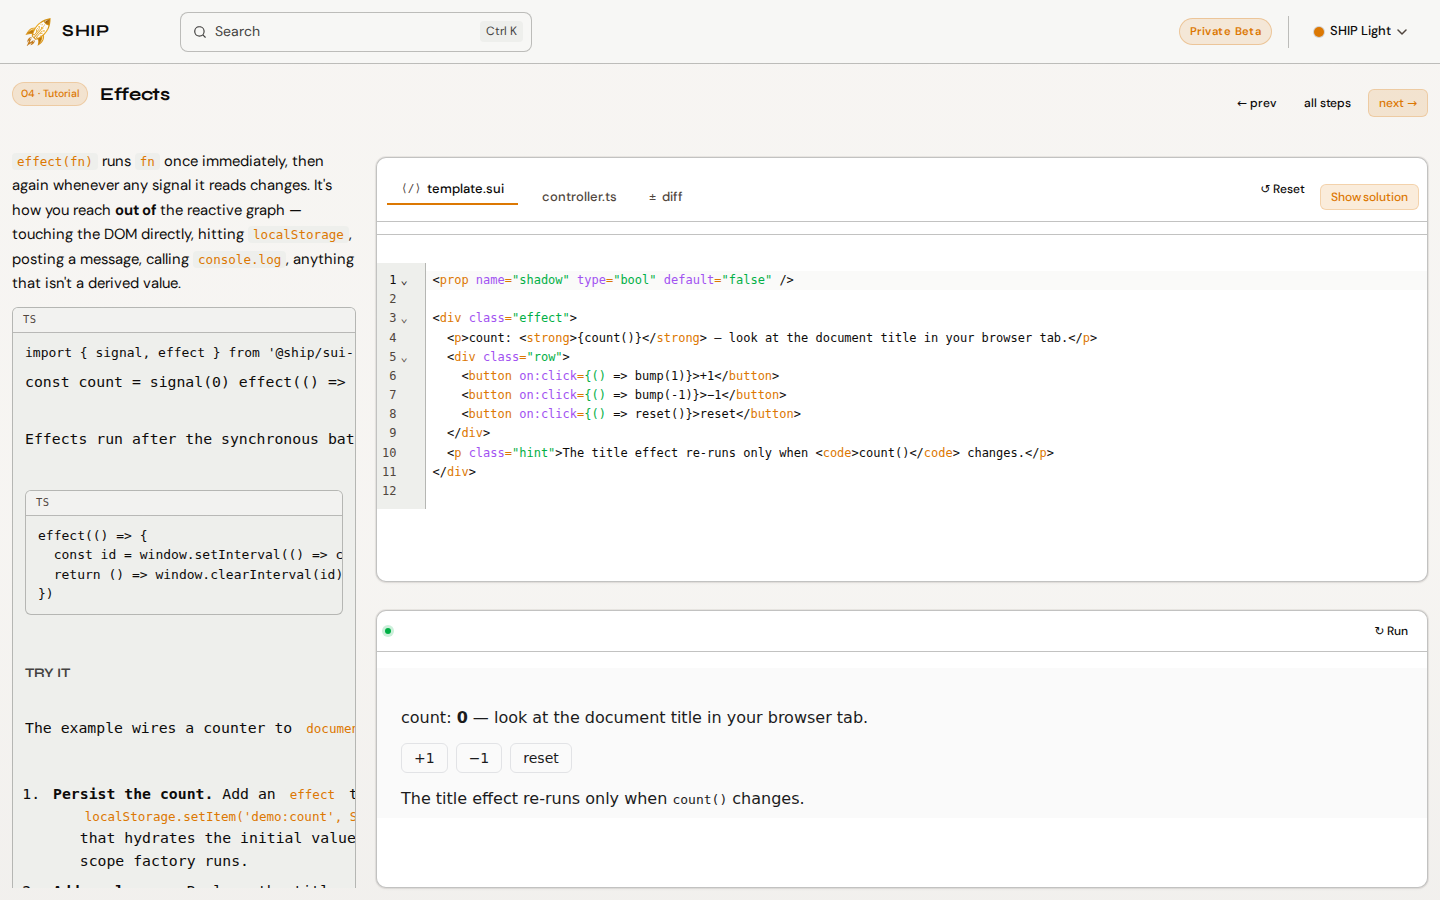 SHIP
Search
Ctrl K
Private Beta
SHIP Light
04 · Tutorial
Effects
← prev
all steps
next →
effect(fn) runs fn once immediately, then
again whenever any signal it reads changes. It's
how you reach out of the reactive graph —
touching the DOM directly, hitting localStorage,
posting a message, calling console.log, anything
that isn't a derived value.
TS
import { signal, effect } from '@ship/sui-
const count = signal(0) effect(() =>
Effects run after the synchronous bat
TS
effect(() => {
  const id = window.setInterval(() => c
  return () => window.clearInterval(id)
})
TRY IT
The example wires a counter to documen
1. Persist the count. Add an effect t
localStorage.setItem('demo:count', S
that hydrates the initial value
scope factory runs.
⟨/⟩ template.sui
controller.ts
± diff
↺ Reset
Show solution
1 <prop name="shadow" type="bool" default="false" />
2
3 <div class="effect">
4   <p>count: <strong>{count()}</strong> — look at the document title in your browser tab.</p>
5   <div class="row">
6     <button on:click={() => bump(1)}>+1</button>
7     <button on:click={() => bump(-1)}>−1</button>
8     <button on:click={() => reset()}>reset</button>
9   </div>
10   <p class="hint">The title effect re-runs only when <code>count()</code> changes.</p>
11 </div>
12
↻ Run
count: 0 — look at the document title in your browser tab.
+1
−1
reset
The title effect re-runs only when count() changes.